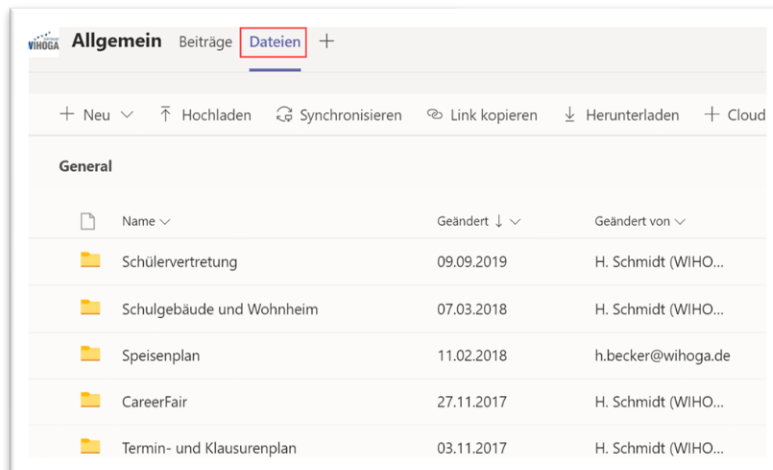 WIHOGA Allgemein Beiträge Dateien +
+ Neu Hochladen Synchronisieren Link kopieren Herunterladen + Cloud
General
Name Geändert ↓ Geändert von
Schülervertretung 09.09.2019 H. Schmidt (WIHO...
Schulgebäude und Wohnheim 07.03.2018 H. Schmidt (WIHO...
Speisenplan 11.02.2018 h.becker@wihoga.de
CareerFair 27.11.2017 H. Schmidt (WIHO...
Termin- und Klausurenplan 03.11.2017 H. Schmidt (WIHO...